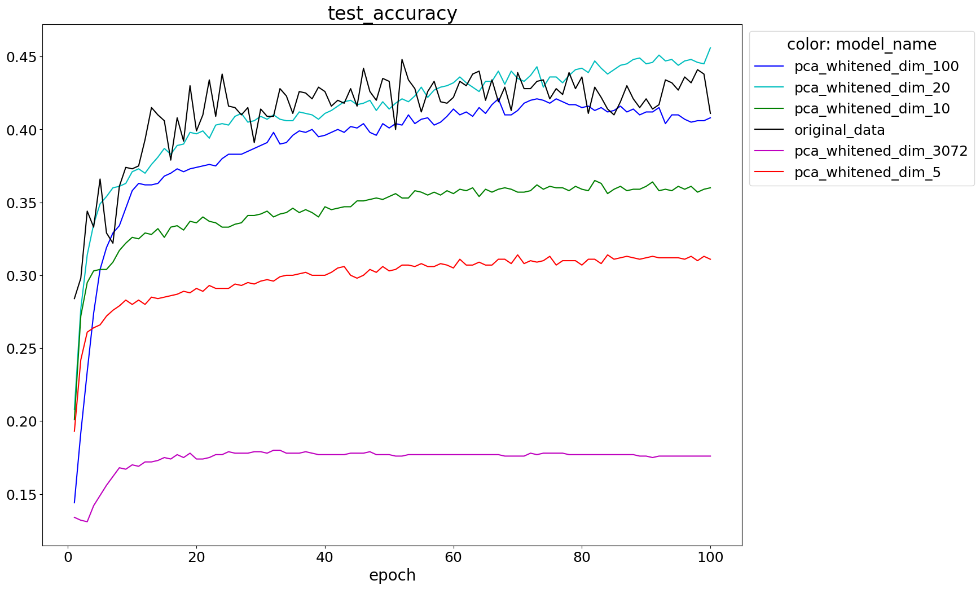 test_accuracy
color: model_name
pca_whitened_dim_100
pca_whitened_dim_20
pca_whitened_dim_10
original_data
pca_whitened_dim_3072
pca_whitened_dim_5
0.45
0.40
0.35
0.30
0.25
0.20
0.15
0 20 40 60 80 100
epoch